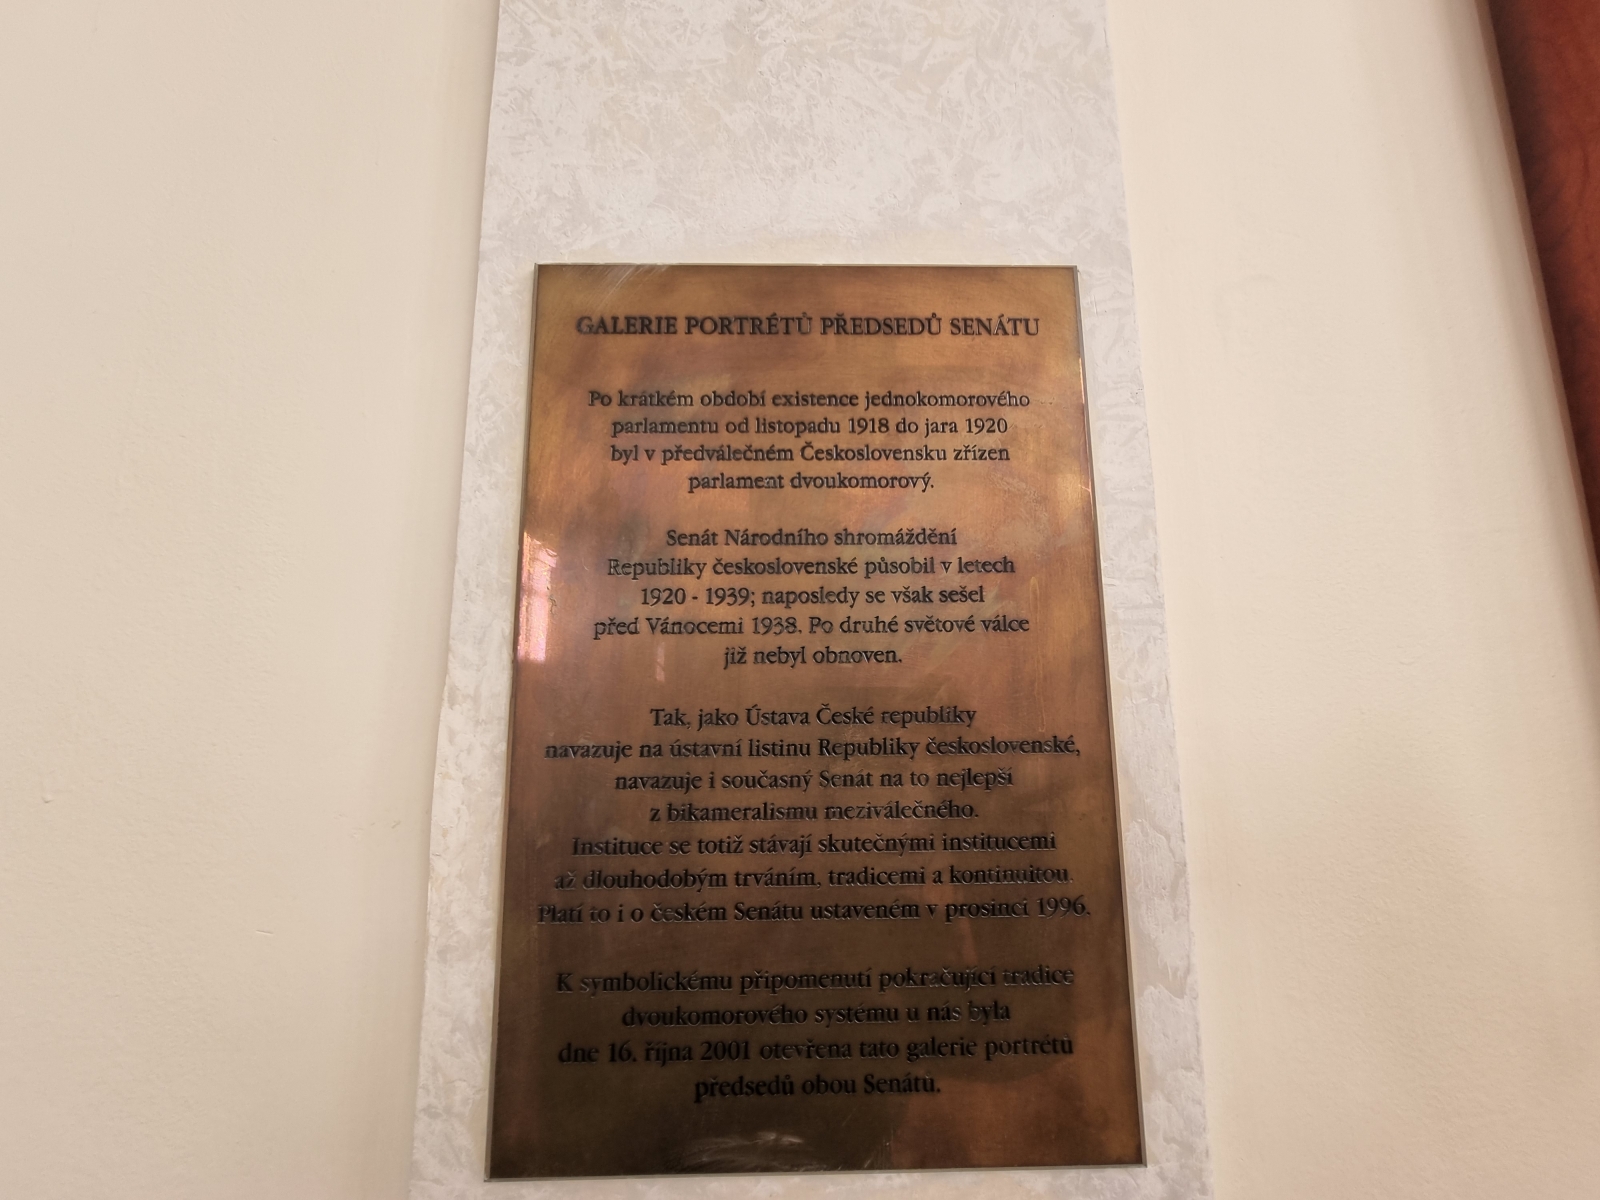 GALERIE PORTRÉTŮ PŘEDSEDŮ SENÁTU
Po krátkém období existence jednokomorového
parlamentu od listopadu 1918 do jara 1920
byl v předválečném Československu zřízen
parlament dvoukomorový.
Senát Národního shromáždění
Republiky československé působil v letech
1920 - 1939; naposledy se však sešel
před Vánocemi 1938. Po druhé světové válce
již nebyl obnoven.
Tak, jako Ústava České republiky
navazuje na ústavní listinu Republiky československé,
navazuje i současný Senát na to nejlepší
z bikameralismu meziválečného.
Instituce se totiž stávají skutečnými institucemi
až dlouhodobým trváním, tradicemi a kontinuitou.
Platí to i o českém Senátu ustaveném v prosinci 1996.
K symbolickému připomenutí pokračující tradice
dvoukomorového systému u nás byla
dne 16. října 2001 otevřena tato galerie portrétů
předsedů obou Senátů.